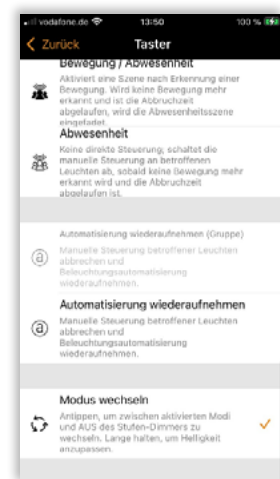 vodafone.de 13:50 100 %
Zurück Taster
Bewegung / Abwesenheit
Aktiviert eine Szene nach Erkennung einer
Bewegung. Wird keine Bewegung mehr
erkannt und ist die Abbruchzeit
abgelaufen, wird die Abwesenheitsszene
eingefadet.
Abwesenheit
Keine direkte Steuerung; schaltet die
manuelle Steuerung an betroffenen
Leuchten ab, sobald keine Bewegung mehr
erkannt wird und die Abbruchzeit
abgelaufen ist.
Automatisierung wiederaufnehmen (Gruppe)
Manuelle Steuerung betroffener Leuchten
abbrechen und
Beleuchtungsautomatisierung
wiederaufnehmen.
Automatisierung wiederaufnehmen
Manuelle Steuerung betroffener Leuchten
abbrechen und
Beleuchtungsautomatisierung
wiederaufnehmen.
Modus wechseln
Antippen, um zwischen aktivierten Modi
und AUS des Stufen-Dimmers zu
wechseln. Lange halten, um Helligkeit
anzupassen.